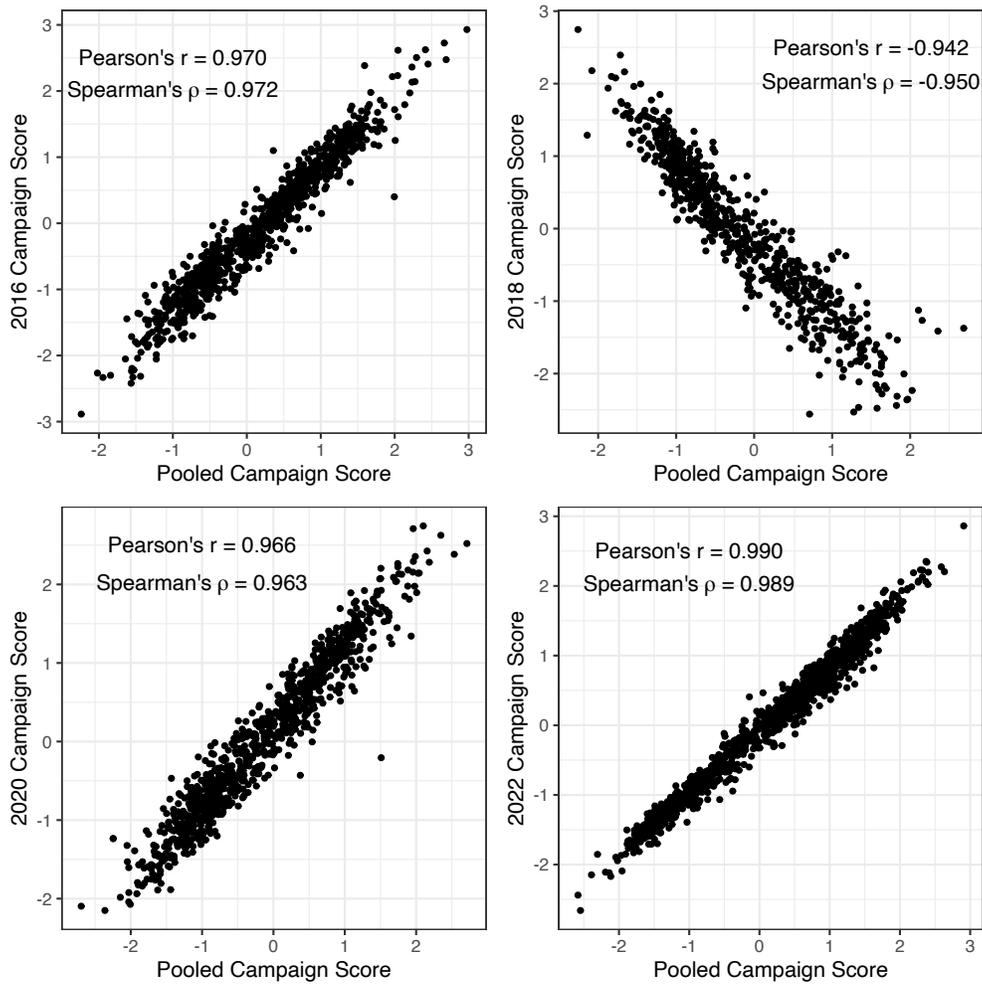 3
2
1
0
-1
-2
-3
Pearson's r = 0.970
Spearman's ρ = 0.972
-2
-1
0
1
2
3
Pooled Campaign Score
2016 Campaign Score
3
2
1
0
-1
-2
Pearson's r = -0.942
Spearman's ρ = -0.950
-2
-1
0
1
2
Pooled Campaign Score
2018 Campaign Score
2
1
0
-1
-2
Pearson's r = 0.966
Spearman's ρ = 0.963
-2
-1
0
1
2
Pooled Campaign Score
2020 Campaign Score
3
2
1
0
-1
-2
Pearson's r = 0.990
Spearman's ρ = 0.989
-2
-1
0
1
2
3
Pooled Campaign Score
2022 Campaign Score